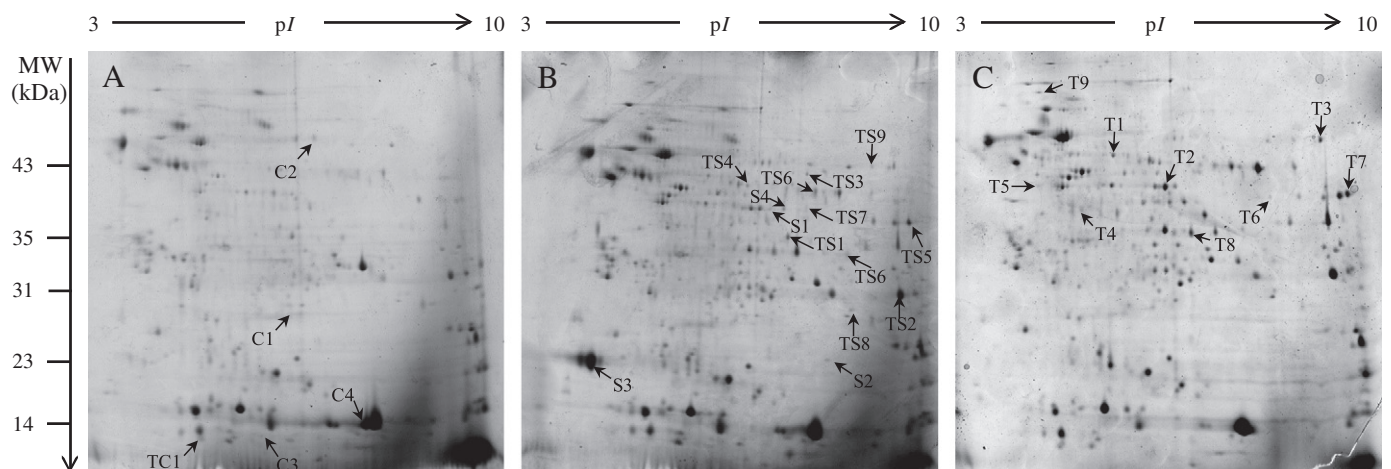 3 pI 10 3 pI 10 3 pI 10
MW
(kDa)
43
35
31
23
14
A
C2
C1
C4
TC1
C3
B
TS9
TS4
TS6
TS3
S4
S1
TS7
TS1
TS5
TS6
TS2
TS8
S3
S2
C
T9
T1
T3
T2
T7
T5
T6
T4
T8